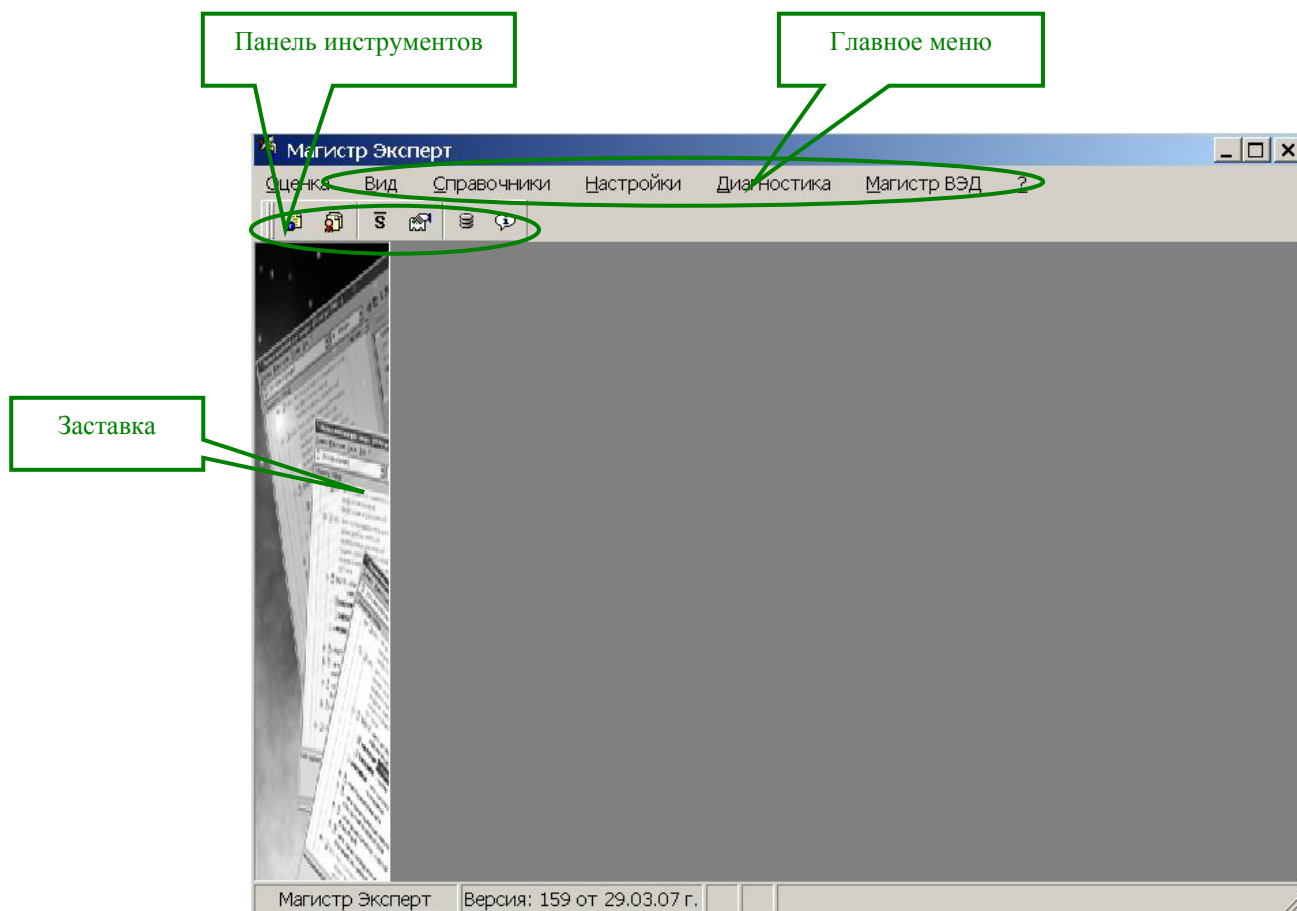 Панель инструментов
Главное меню
Магистр Эксперт
Оценка Вид Справочники Настройки Диагностика Магистр ВЭД ?
Заставка
Магистр Эксперт Версия: 159 от 29.03.07 г.